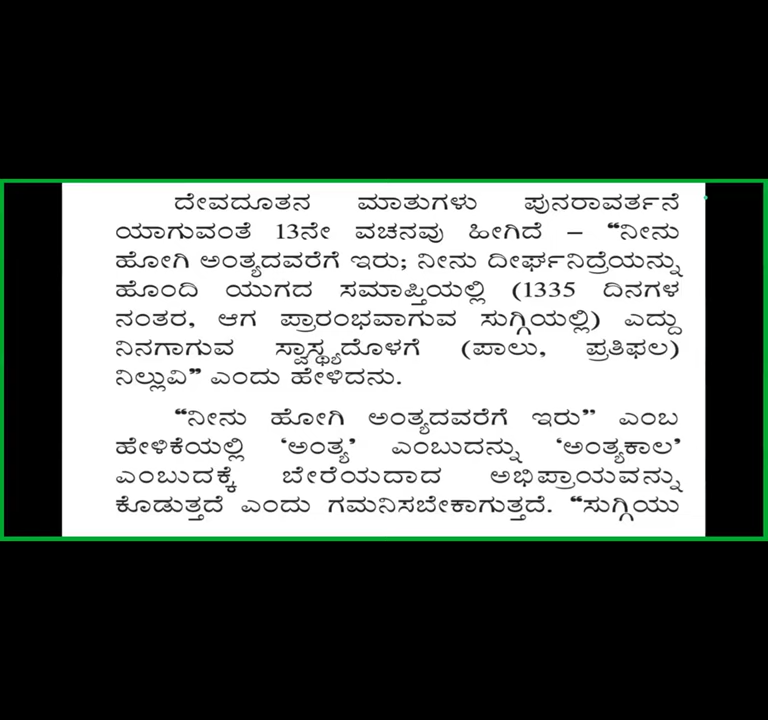 ದೇವದೂತನ ಮಾತುಗಳು ಪುನರಾವರ್ತನೆ
ಯಾಗುವಂತೆ 13ನೇ ವಚನವು ಹೀಗಿದೆ – “ನೀನು
ಹೋಗಿ ಅಂತ್ಯದವರೆಗೆ ಇರು; ನೀನು ದೀರ್ಘನಿದ್ರೆಯನ್ನು
ಹೊಂದಿ ಯುಗದ ಸಮಾಪ್ತಿಯಲ್ಲಿ (1335 ದಿನಗಳ
ನಂತರ, ಆಗ ಪ್ರಾರಂಭವಾಗುವ ಸುಗ್ಗಿಯಲ್ಲಿ) ಎದ್ದು
ನಿನಗಾಗುವ ಸ್ವಾಸ್ಥ್ಯದೊಳಗೆ (ಪಾಲು, ಪ್ರತಿಫಲ)
ನಿಲ್ಲುವಿ” ಎಂದು ಹೇಳಿದನು.
“ನೀನು ಹೋಗಿ ಅಂತ್ಯದವರೆಗೆ ಇರು” ಎಂಬ
ಹೇಳಿಕೆಯಲ್ಲಿ ‘ಅಂತ್ಯ’ ಎಂಬುದನ್ನು ‘ಅಂತ್ಯಕಾಲ’
ಎಂಬುದಕ್ಕೆ ಬೇರೆಯದಾದ ಅಭಿಪ್ರಾಯವನ್ನು
ಕೊಡುತ್ತದೆ ಎಂದು ಗಮನಿಸಬೇಕಾಗುತ್ತದೆ. “ಸುಗ್ಗಿಯು